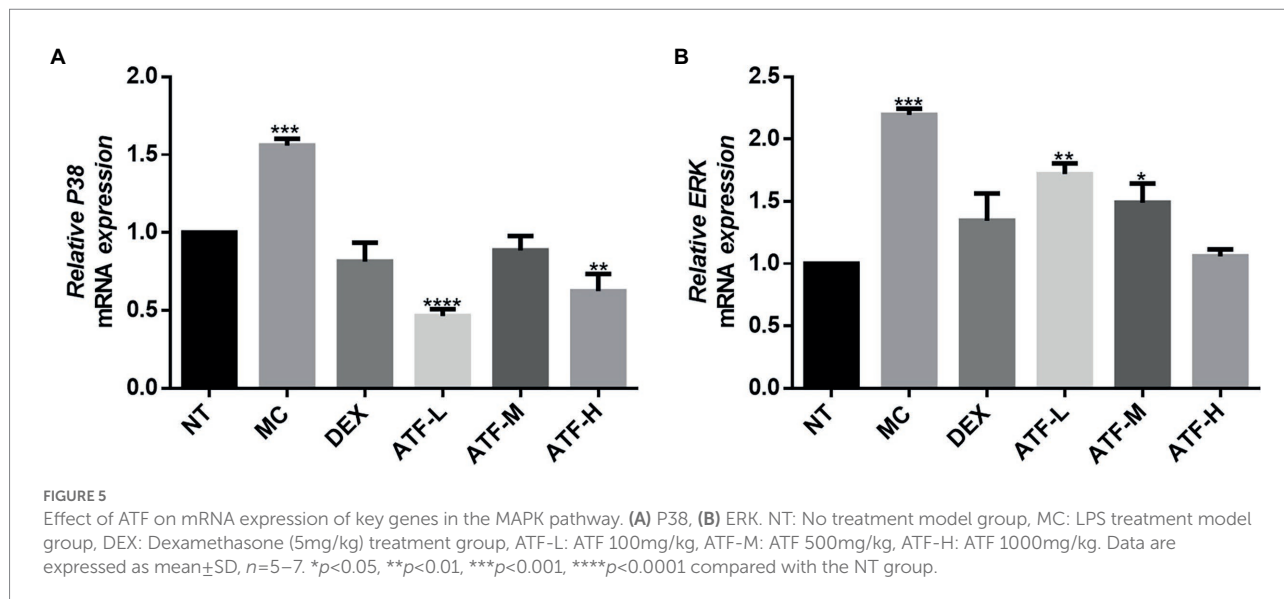 A
Relative P38
mRNA expression
2.0
1.5
1.0
0.5
0.0
***
****
**
NT
MC
DEX
ATF-L
ATF-M
ATF-H
B
Relative ERK
mRNA expression
2.5
2.0
1.5
1.0
0.5
0.0
***
**
*
NT
MC
DEX
ATF-L
ATF-M
ATF-H
FIGURE 5
Effect of ATF on mRNA expression of key genes in the MAPK pathway. (A) P38, (B) ERK. NT: No treatment model group, MC: LPS treatment model
group, DEX: Dexamethasone (5mg/kg) treatment group, ATF-L: ATF 100mg/kg, ATF-M: ATF 500mg/kg, ATF-H: ATF 1000mg/kg. Data are
expressed as mean±SD, n=5–7. *p<0.05, **p<0.01, ***p<0.001, ****p<0.0001 compared with the NT group.